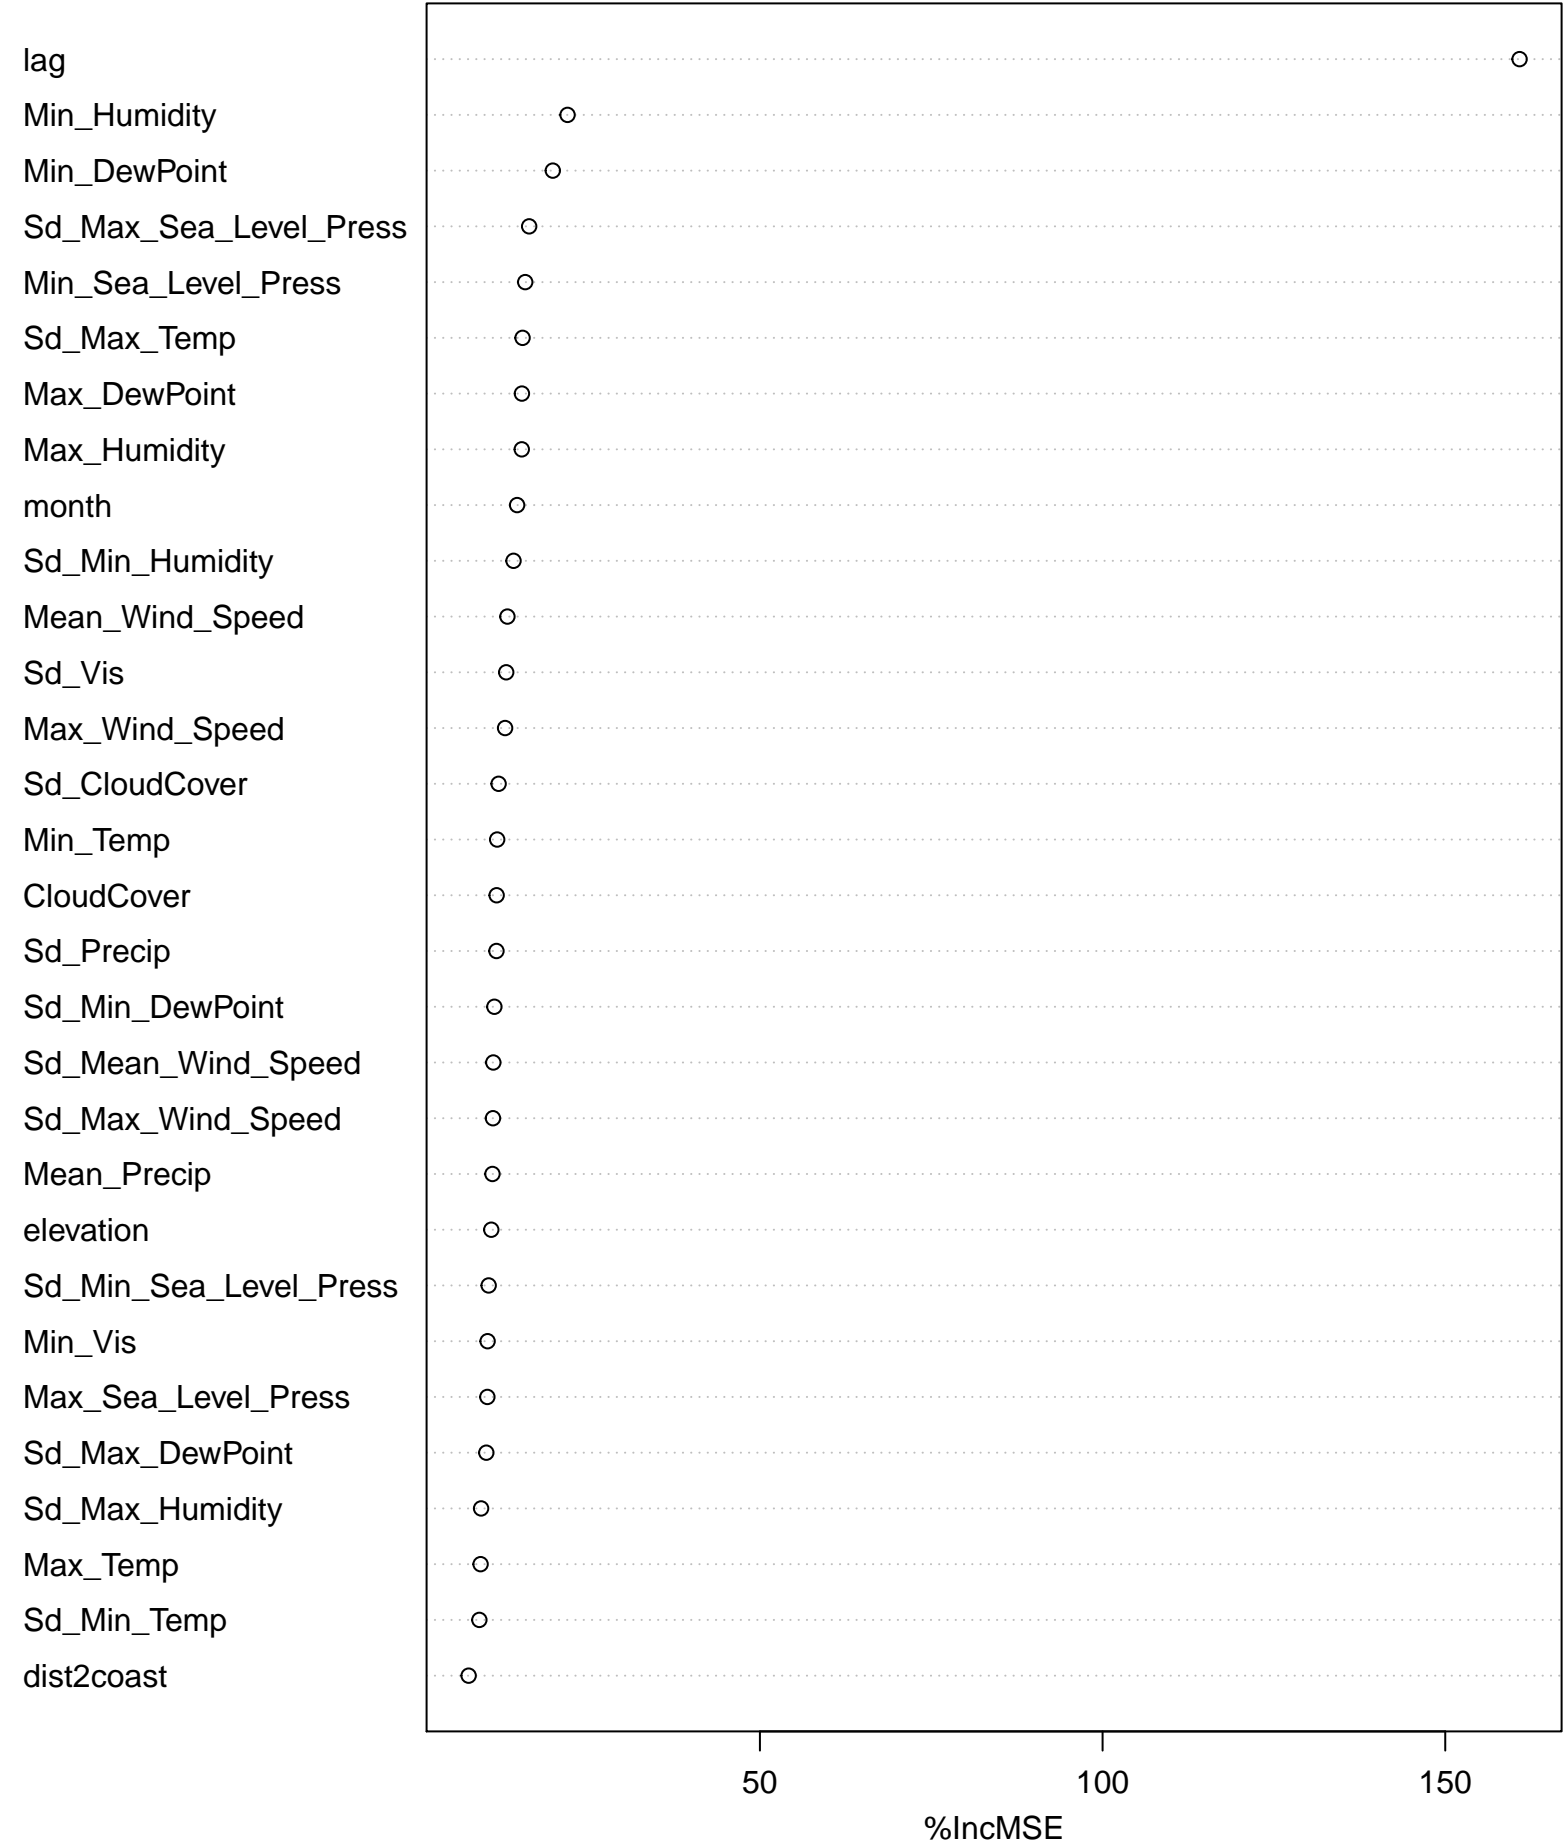 lag
Min_Humidity
Min_DewPoint
Sd_Max_Sea_Level_Press
Min_Sea_Level_Press
Sd_Max_Temp
Max_DewPoint
Max_Humidity
month
Sd_Min_Humidity
Mean_Wind_Speed
Sd_Vis
Max_Wind_Speed
Sd_CloudCover
Min_Temp
CloudCover
Sd_Precip
Sd_Min_DewPoint
Sd_Mean_Wind_Speed
Sd_Max_Wind_Speed
Mean_Precip
elevation
Sd_Min_Sea_Level_Press
Min_Vis
Max_Sea_Level_Press
Sd_Max_DewPoint
Sd_Max_Humidity
Max_Temp
Sd_Min_Temp
dist2coast
50 100 150
%IncMSE